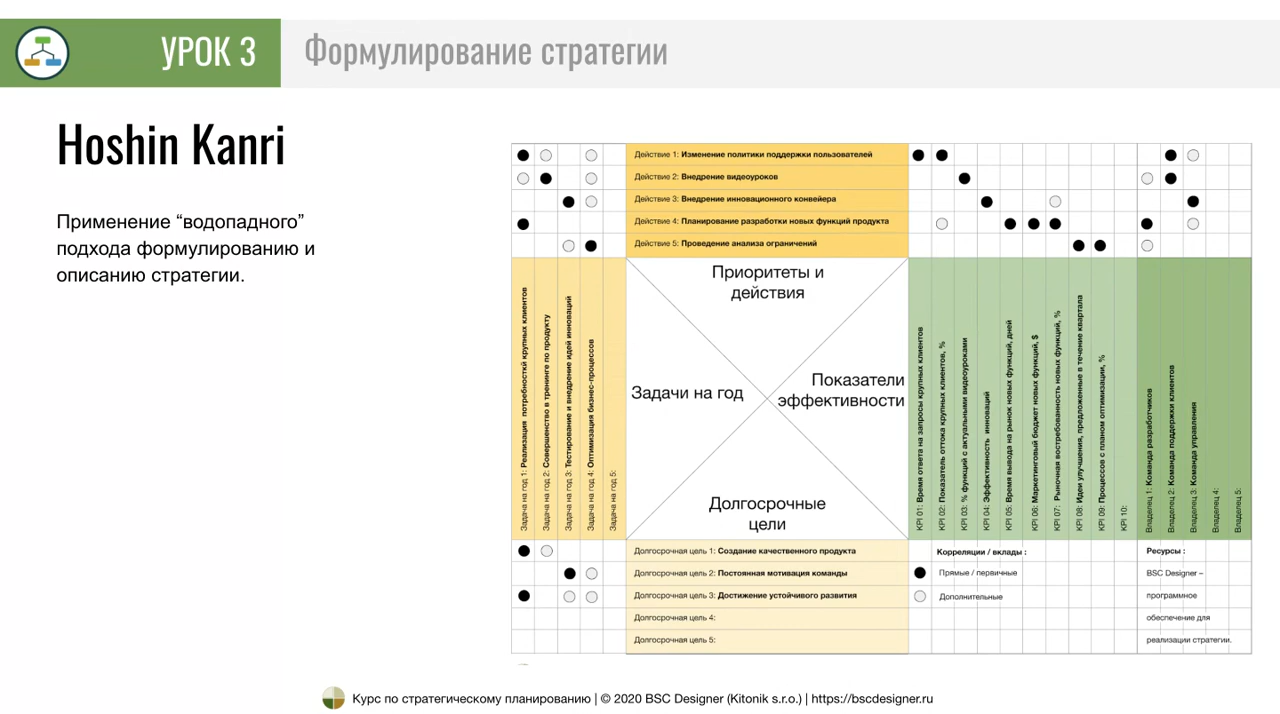 УРОК 3
Формулирование стратегии
Hoshin Kanri
Применение “водопадного”
подхода формулированию и
описанию стратегии.
Действие 1: Изменение политики поддержки пользователей
Действие 2: Внедрение видеоуроков
Действие 3: Внедрение инновационного конвейера
Действие 4: Планирование разработки новых функций продукта
Действие 5: Проведение анализа ограничений
Задача на год 1: Реализация потребносткй крупных клиентов
Задача на год 2: Совершенство в тренинге по продукту
Задача на год 3: Тестирование и внедрение идей инноваций
Задача на год 4: Оптимизация бизнес-процессов
Задача на год 5:
Приоритеты и
действия
Задачи на год
Показатели
эффективности
Долгосрочные
цели
KPI 01: Время ответа на запросы крупных клиентов
KPI 02: Показатель оттока крупных клиентов, %
KPI 03: % функций с актуальными видеоуроками
KPI 04: Эффективность инноваций
KPI 05: Время вывода на рынок новых функций, дней
KPI 06: Маркетинговый бюджет новых функций, $
KPI 07: Рыночная востребованность новых функций, %
KPI 08: Идеи улучшения, предложенные в течение квартала
KPI 09: Процессов с планом оптимизации, %
KPI 10:
Владелец 1: Команда разработчиков
Владелец 2: Команда поддержки клиентов
Владелец 3: Команда управления
Владелец 4:
Владелец 5:
Долгосрочная цель 1: Создание качественного продукта
Долгосрочная цель 2: Постоянная мотивация команды
Долгосрочная цель 3: Достижение устойчивого развития
Долгосрочная цель 4:
Долгосрочная цель 5:
Корреляции / вклады :
Прямые / первичные
Дополнительные
Ресурсы :
BSC Designer –
программное
обеспечение для
реализации стратегии.
Курс по стратегическому планированию | © 2020 BSC Designer (Kitonik s.r.o.) | https://bscdesigner.ru